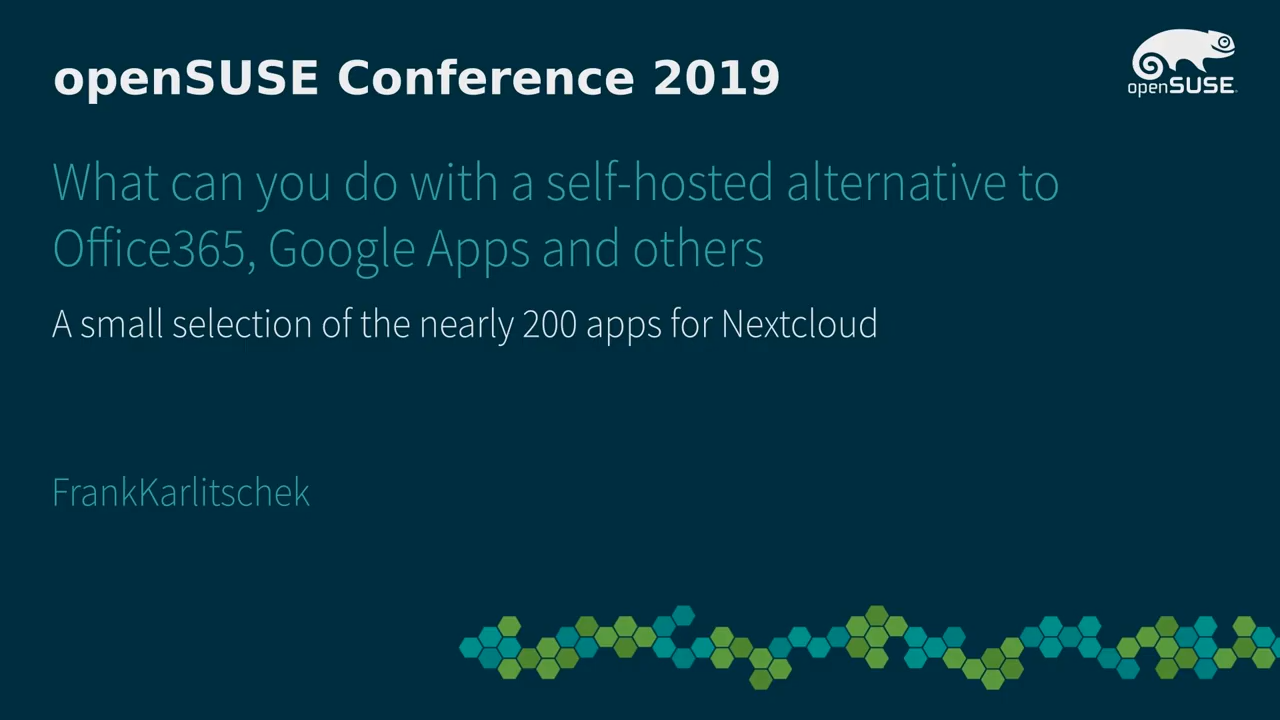 openSUSE Conference 2019
openSUSE
What can you do with a self-hosted alternative to
Office365, Google Apps and others
A small selection of the nearly 200 apps for Nextcloud
FrankKarlitschek